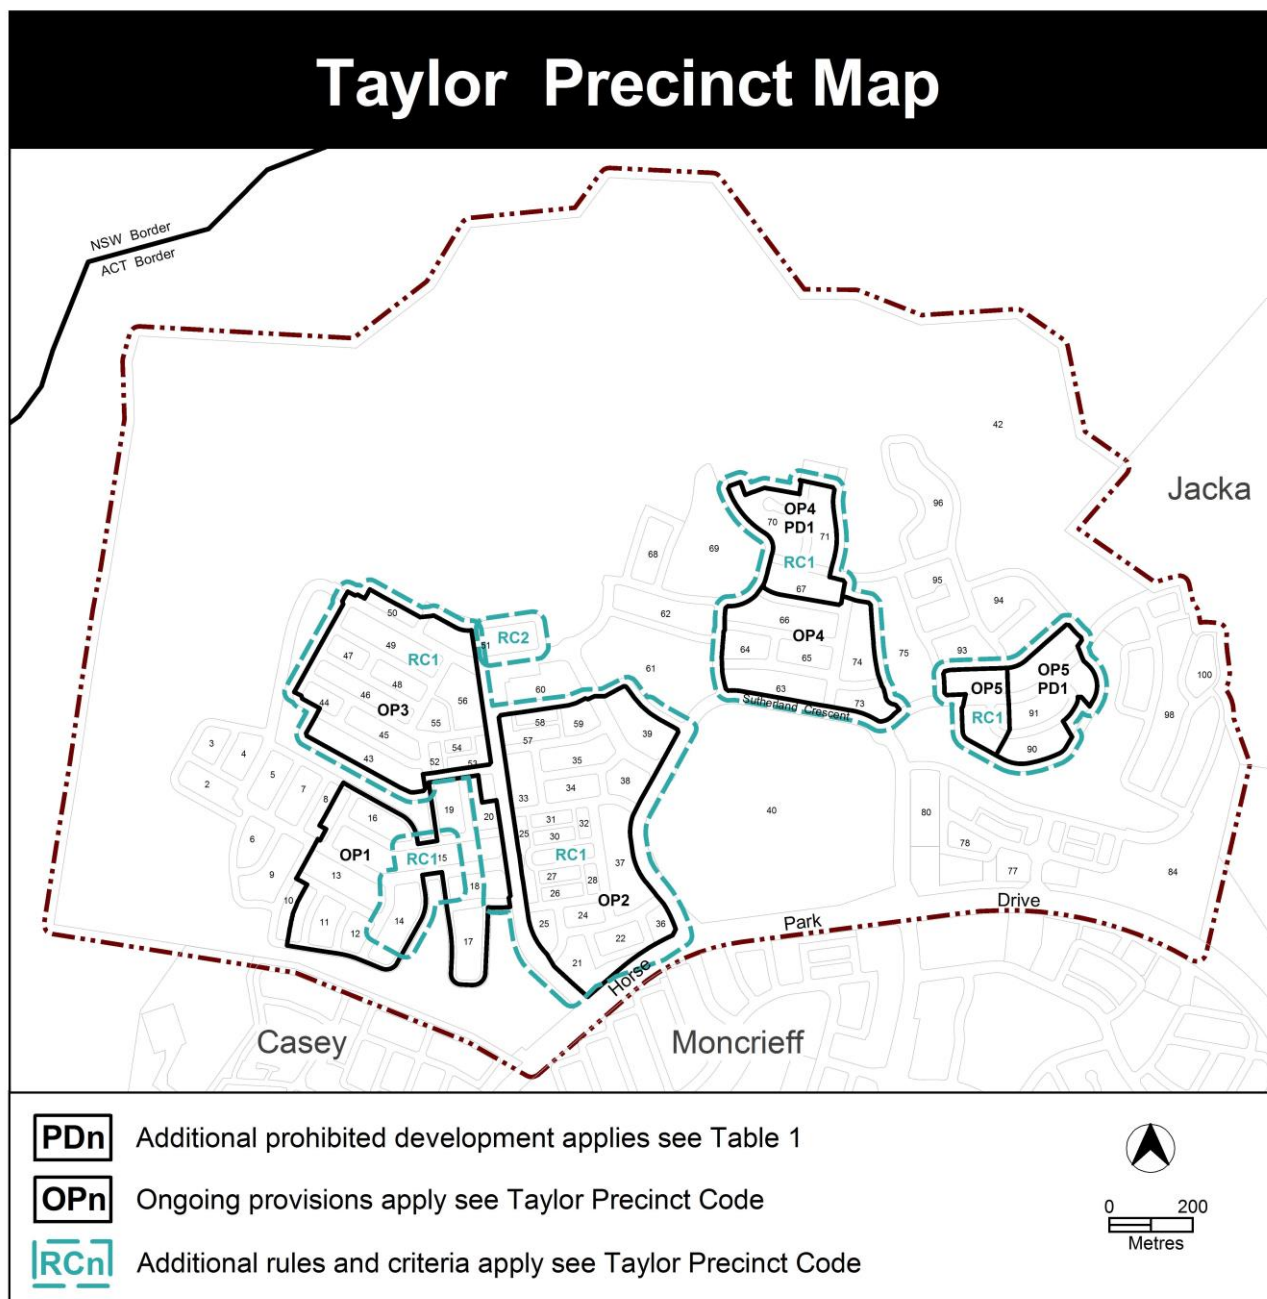 Taylor Precinct Map
NSW Border
ACT Border
42
Jacka
96
OP4
PD1
70
71
RC1
69
68
67
95
94
62
66
OP4
64
65
74
75
93
61
63
73
Sutherland Crescent
OP5
PD1
OP5
RC1
91
90
100
98
50
49
RC1
RC2
51
47
48
46
44
56
OP3
45
55
54
43
52
53
60
58
59
57
39
35
38
34
33
3
4
2
5
7
8
16
19
20
31
32
25
30
RC1
6
OP1
RC1
15
13
27
28
37
26
18
9
10
11
12
14
17
24
25
OP2
36
22
21
40
80
78
77
84
Horse
Park
Drive
Casey
Moncrieff
PDn Additional prohibited development applies see Table 1
OPn Ongoing provisions apply see Taylor Precinct Code
RCn Additional rules and criteria apply see Taylor Precinct Code
0 200
Metres